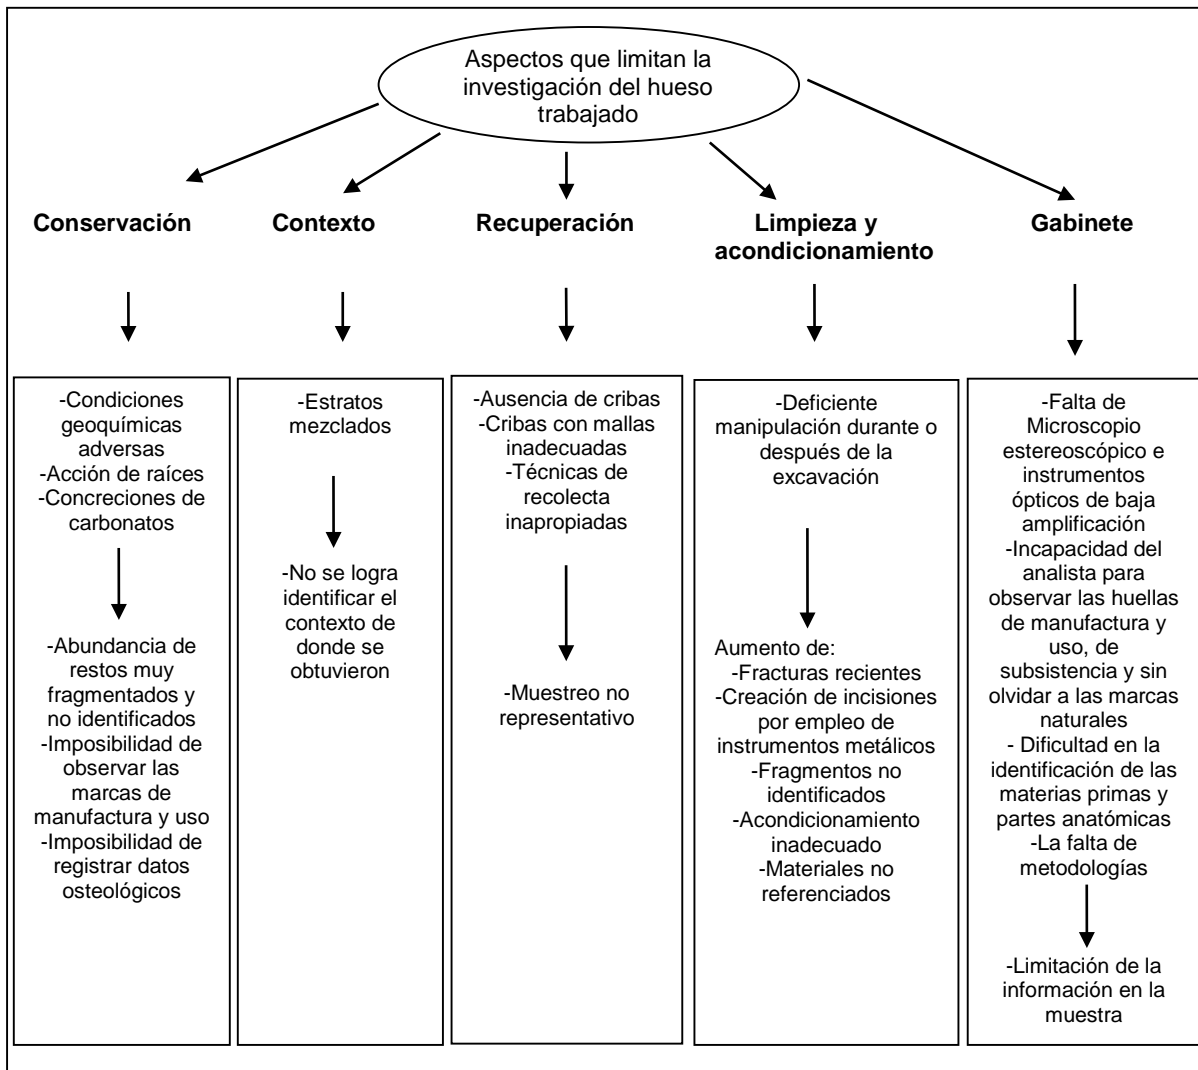 Aspectos que limitan la
investigación del hueso
trabajado
Conservación
Contexto
Recuperación
Limpieza y
acondicionamiento
Gabinete
-Condiciones
geoquímicas
adversas
-Acción de raíces
-Concreciones de
carbonatos
-Abundancia de
restos muy
fragmentados y
no identificados
-Imposibilidad de
observar las
marcas de
manufactura y uso
-Imposibilidad de
registrar datos
osteológicos
-Estratos
mezclados
-No se logra
identificar el
contexto de
donde se
obtuvieron
-Ausencia de cribas
-Cribas con mallas
inadecuadas
-Técnicas de
recolecta
inapropiadas
-Muestreo no
representativo
-Deficiente
manipulación durante o
después de la
excavación
Aumento de:
-Fracturas recientes
-Creación de incisiones
por empleo de
instrumentos metálicos
-Fragmentos no
identificados
-Acondicionamiento
inadecuado
-Materiales no
referenciados
-Falta de
Microscopio
estereoscópico e
instrumentos
ópticos de baja
amplificación
-Incapacidad del
analista para
observar las huellas
de manufactura y
uso, de
subsistencia y sin
olvidar a las marcas
naturales
- Dificultad en la
identificación de las
materias primas y
partes anatómicas
-La falta de
metodologías
-Limitación de la
información en la
muestra